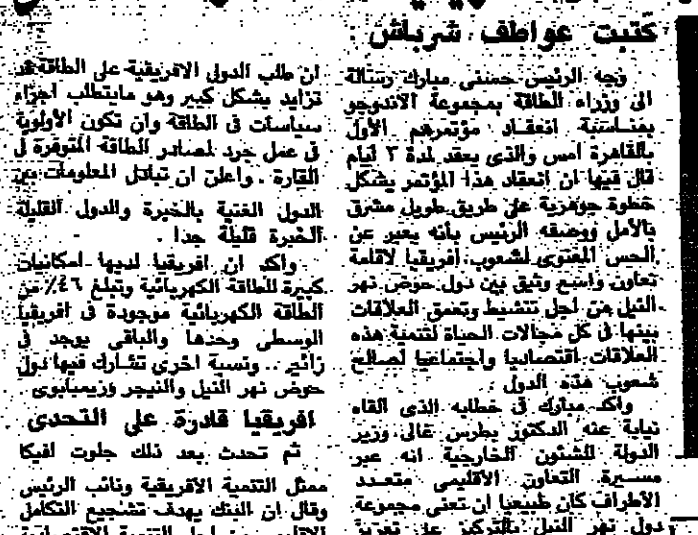 كتبت عواطف شرباش :
وجه الرئيس حسنى مبارك رسالة
الى وزراء الطاقة بمجموعة الاندوجو
بمناسبة انعقاد مؤتمرهم الأول
بالقاهرة امس والذى يعقد لمدة ٣ أيام
قال فيها ان انعقاد هذا المؤتمر يشكل
خطوة جوهرية على طريق طويل مشرق
بالأمل ووصفه الرئيس بأنه يعبر عن
الحس المعنوى لشعوب افريقيا لاقامة
تعاون واسع وثيق بين دول حوض نهر
النيل من اجل تنشيط وتعمق العلاقات
بينها فى كل مجالات الحياة لتنمية هذه
العلاقات اقتصاديا واجتماعيا لصالح
شعوب هذه الدول .
واكد مبارك فى خطابه الذى القاه
نيابة عنه الدكتور بطرس غالى وزير
الدولة للشئون الخارجية انه عبر
مسيرة التعاون الأقليمى متعدد
الأطراف كان طبيعيا ان تعنى مجموعة
دول نهر النيل بالتركيز على تعزيز
ان طلب الدول الافريقية على الطاقة قد
تزايد بشكل كبير وهو مايتطلب اجراء
سياسات فى الطاقة وان تكون الأولوية
فى عمل جرد لمصادر الطاقة المتوفرة فى
القارة . واعلن ان تبادل المعلومات بين
الدول الغنية بالخبرة والدول القليلة
الخبرة قليلة جدا .
واكد ان افريقيا لديها امكانيات
كبيرة للطاقة الكهربائية وتبلغ ٤٦٪ من
الطاقة الكهربائية موجودة فى افريقيا
الوسطى وحدها والباقى يوجد فى
زائير .. ونسبة اخرى تشارك فيها دول
حوض نهر النيل والنيجر وزيمبابوى
افريقيا قادرة على التحدى
ثم تحدث بعد ذلك جلوت لفيكا
ممثل التنمية الافريقية ونائب الرئيس
وقال ان البنك يهدف تشجيع التكامل